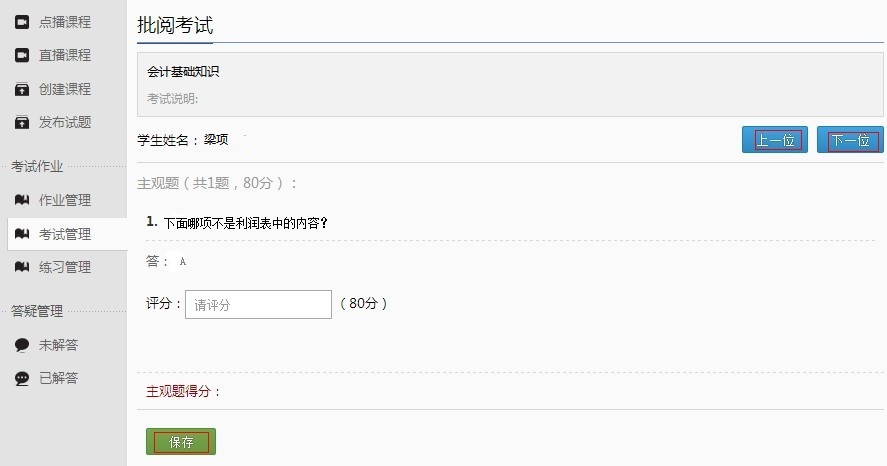 点播课程
直播课程
创建课程
发布试题
考试作业
作业管理
考试管理
练习管理
答疑管理
未解答
已解答
批阅考试
会计基础知识
考试说明:
学生姓名：梁项
上一位 下一位
主观题（共1题，80分）：
1. 下面哪项不是利润表中的内容?
答： A
评分： 请评分 （80分）
主观题得分：
保存